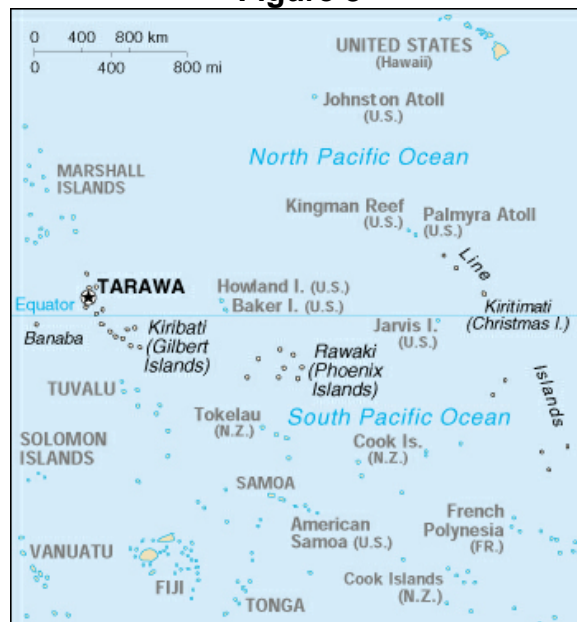 0 400 800 km
0 400 800 mi
UNITED STATES
(Hawaii)
Johnston Atoll
(U.S.)
North Pacific Ocean
MARSHALL
ISLANDS
Kingman Reef
(U.S.)
Palmyra Atoll
(U.S.)
Line
TARAWA
Howland I. (U.S.)
Equator
Baker I. (U.S.)
Kiritimati
(Christmas I.)
Banaba
Kiribati
(Gilbert
Islands)
Jarvis I.
(U.S.)
Rawaki
(Phoenix
Islands)
Islands
TUVALU
Tokelau
(N.Z.)
South Pacific Ocean
SOLOMON
ISLANDS
Cook Is.
(N.Z.)
SAMOA
American
Samoa (U.S.)
French
Polynesia
(FR.)
VANUATU
FIJI
TONGA
Cook Islands
(N.Z.)